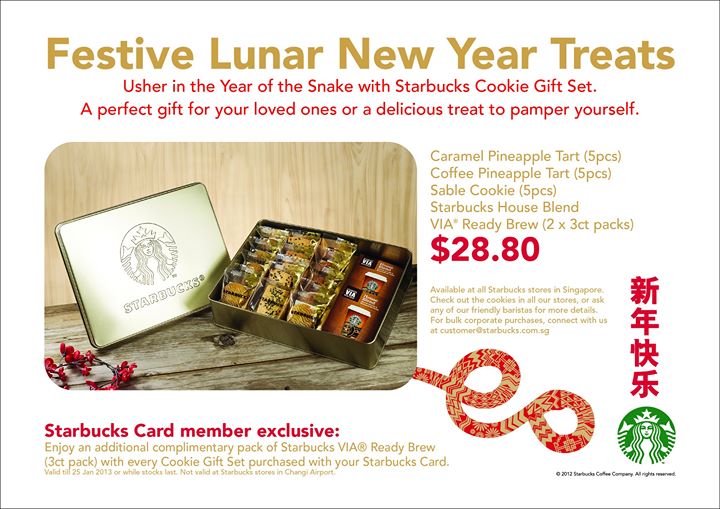 Festive Lunar New Year Treats
Usher in the Year of the Snake with Starbucks Cookie Gift Set.
A perfect gift for your loved ones or a delicious treat to pamper yourself.
Caramel Pineapple Tart (5pcs)
Coffee Pineapple Tart (5pcs)
Sable Cookie (5pcs)
Starbucks House Blend
VIA® Ready Brew (2 x 3ct packs)
$28.80
Available at all Starbucks stores in Singapore.
Check out the cookies in all our stores, or ask
any of our friendly baristas for more details.
For bulk corporate purchases, connect with us
at customer@starbucks.com.sg
新年快乐
STARBUCKS®
VIA
VIA
Starbucks Card member exclusive:
Enjoy an additional complimentary pack of Starbucks VIA® Ready Brew
(3ct pack) with every Cookie Gift Set purchased with your Starbucks Card.
Valid till 25 Jan 2013 or while stocks last. Not valid at Starbucks stores in Changi Airport.
© 2012 Starbucks Coffee Company. All rights reserved.